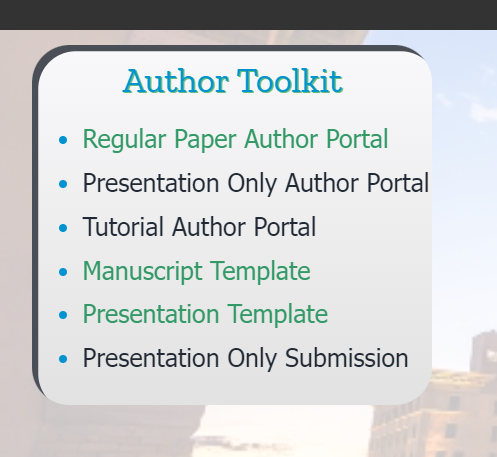 Author Toolkit
Regular Paper Author Portal
Presentation Only Author Portal
Tutorial Author Portal
Manuscript Template
Presentation Template
Presentation Only Submission